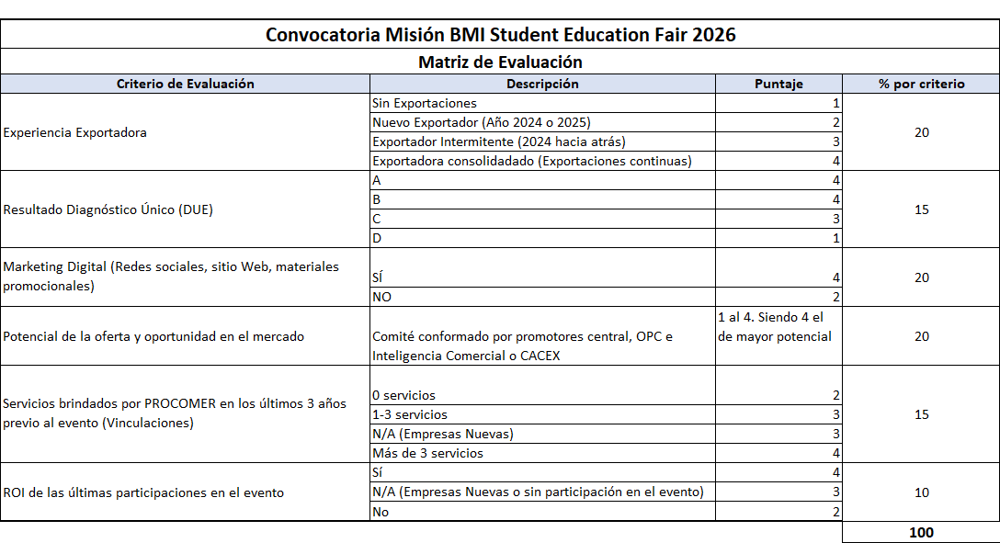 Convocatoria Misión BMI Student Education Fair 2026
Matriz de Evaluación
Criterio de Evaluación Descripción Puntaje % por criterio
Experiencia Exportadora
Sin Exportaciones 1
Nuevo Exportador (Año 2024 o 2025) 2
Exportador Intermitente (2024 hacia atrás) 3
Exportadora consolidadado (Exportaciones continuas) 4
20
Resultado Diagnóstico Único (DUE)
A 4
B 4
C 3
D 1
15
Marketing Digital (Redes sociales, sitio Web, materiales
promocionales)
SÍ 4
NO 2
20
Potencial de la oferta y oportunidad en el mercado
Comité conformado por promotores central, OPC e
Inteligencia Comercial o CACEX
1 al 4. Siendo 4 el
de mayor potencial
20
Servicios brindados por PROCOMER en los últimos 3 años
previo al evento (Vinculaciones)
0 servicios 2
1-3 servicios 3
N/A (Empresas Nuevas) 3
Más de 3 servicios 4
15
ROI de las últimas participaciones en el evento
Sí 4
N/A (Empresas Nuevas o sin participación en el evento) 3
No 2
10
100